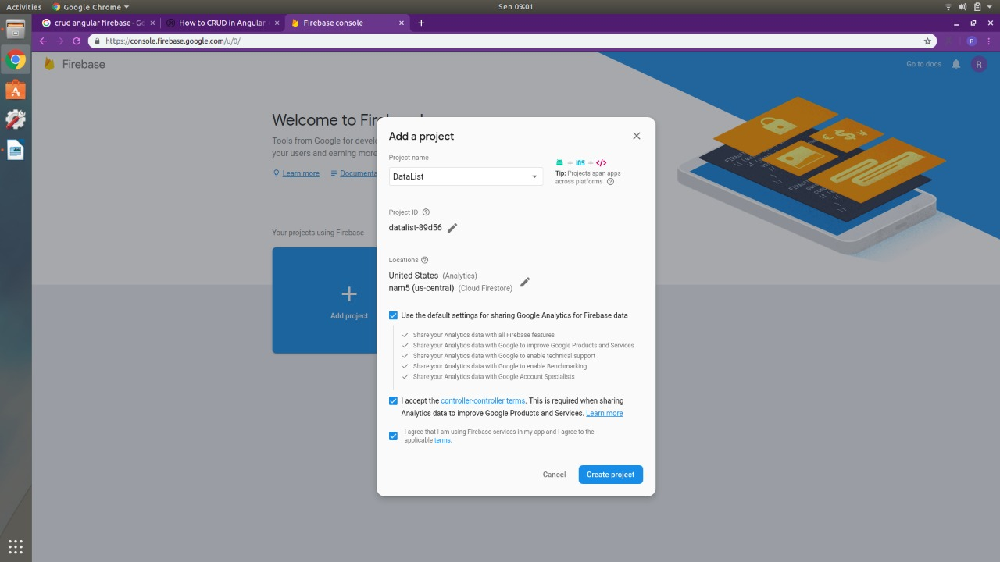 Activities
Google Chrome
Sen 09:01
crud angular firebase - Go
How to CRUD in Angular
Firebase console
https://console.firebase.google.com/u/0/
R
Firebase
Go to docs
R
Welcome to Fir
Tools from Google for devel
your users and earning more
Learn more
Documenta
Your projects using Firebase
Add project
Add a project
Project name
DataList
+ iOS + </>
Tip: Projects span apps
across platforms
Project ID
datalist-89d56
Locations
United States (Analytics)
nam5 (us-central) (Cloud Firestore)
Use the default settings for sharing Google Analytics for Firebase data
Share your Analytics data with all Firebase features
Share your Analytics data with Google to improve Google Products and Services
Share your Analytics data with Google to enable technical support
Share your Analytics data with Google to enable Benchmarking
Share your Analytics data with Google Account Specialists
I accept the controller-controller terms. This is required when sharing
Analytics data to improve Google Products and Services. Learn more
I agree that I am using Firebase services in my app and I agree to the
applicable terms.
Cancel
Create project